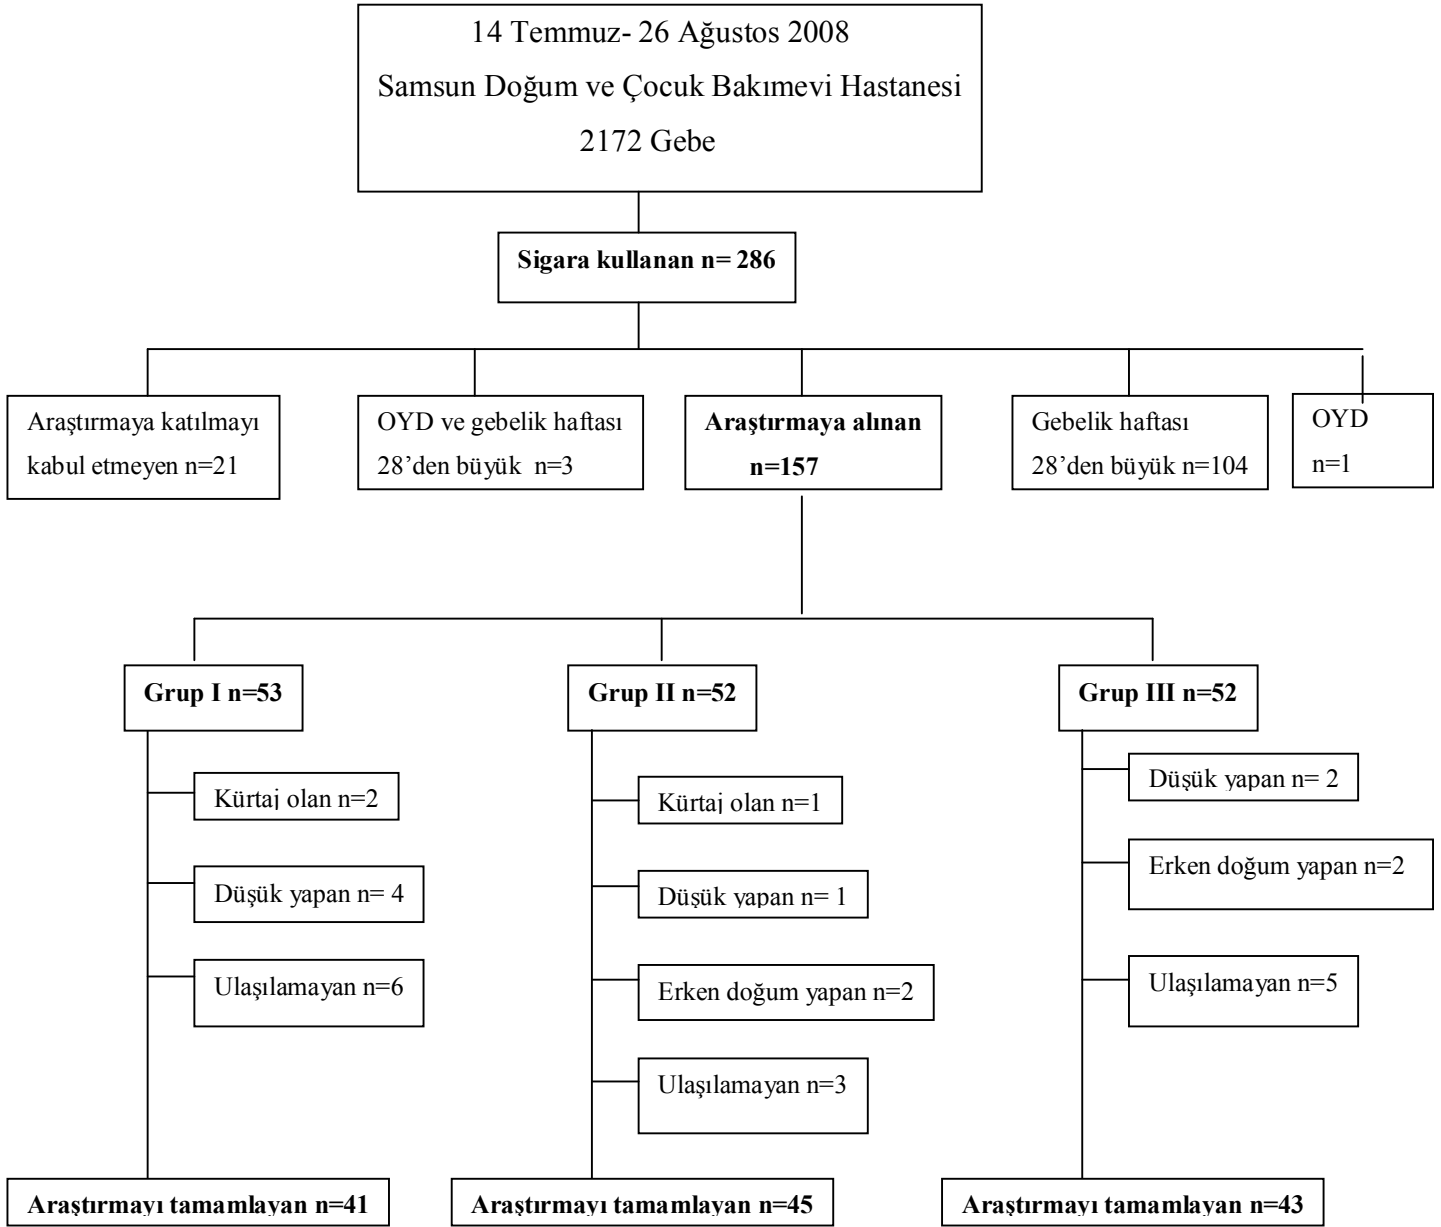 14 Temmuz- 26 Ağustos 2008
Samsun Doğum ve Çocuk Bakımevi Hastanesi
2172 Gebe
Sigara kullanan n= 286
Araştırmaya katılmayı
kabul etmeyen n=21
OYD ve gebelik haftası
28’den büyük n=3
Araştırmaya alınan
n=157
Gebelik haftası
28’den büyük n=104
OYD
n=1
Grup I n=53
Grup II n=52
Grup III n=52
Kürtaj olan n=2
Düşük yapan n= 4
Ulaşılamayan n=6
Kürtaj olan n=1
Düşük yapan n= 1
Erken doğum yapan n=2
Ulaşılamayan n=3
Düşük yapan n= 2
Erken doğum yapan n=2
Ulaşılamayan n=5
Araştırmayı tamamlayan n=41
Araştırmayı tamamlayan n=45
Araştırmayı tamamlayan n=43